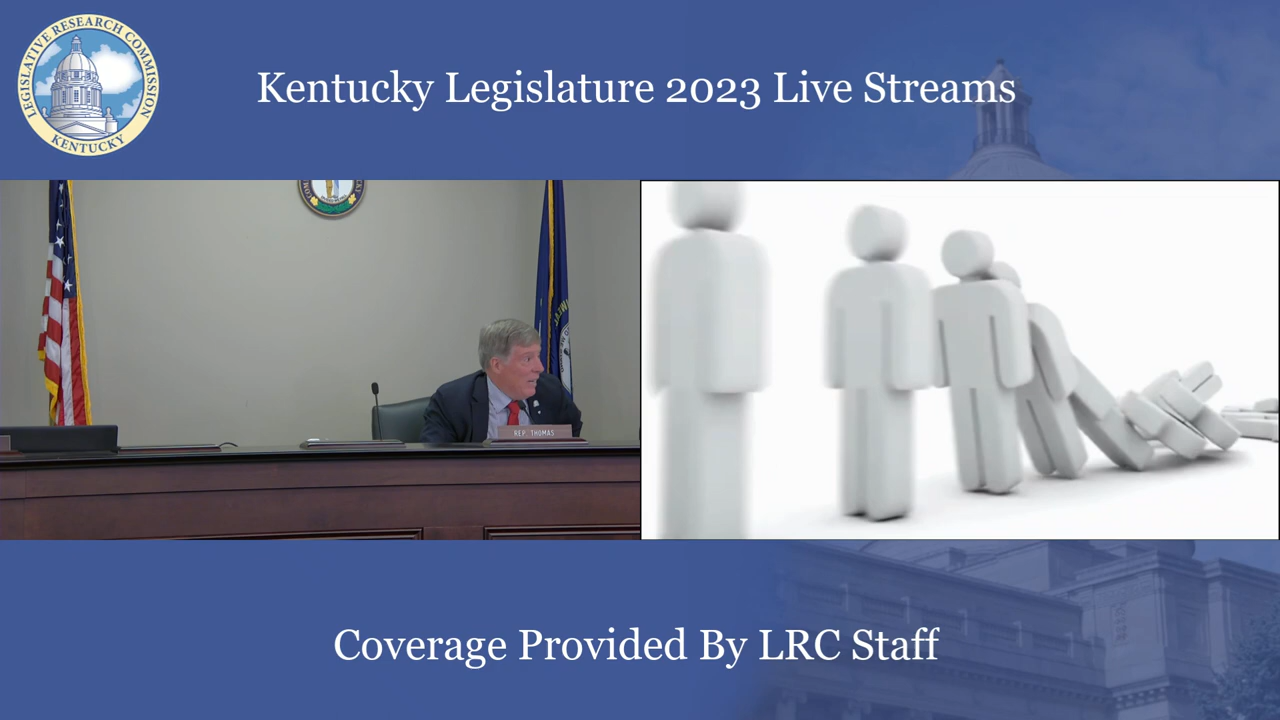 LEGISLATIVE RESEARCH COMMISSION
KENTUCKY
Kentucky Legislature 2023 Live Streams
REP. THOMAS
Coverage Provided By LRC Staff